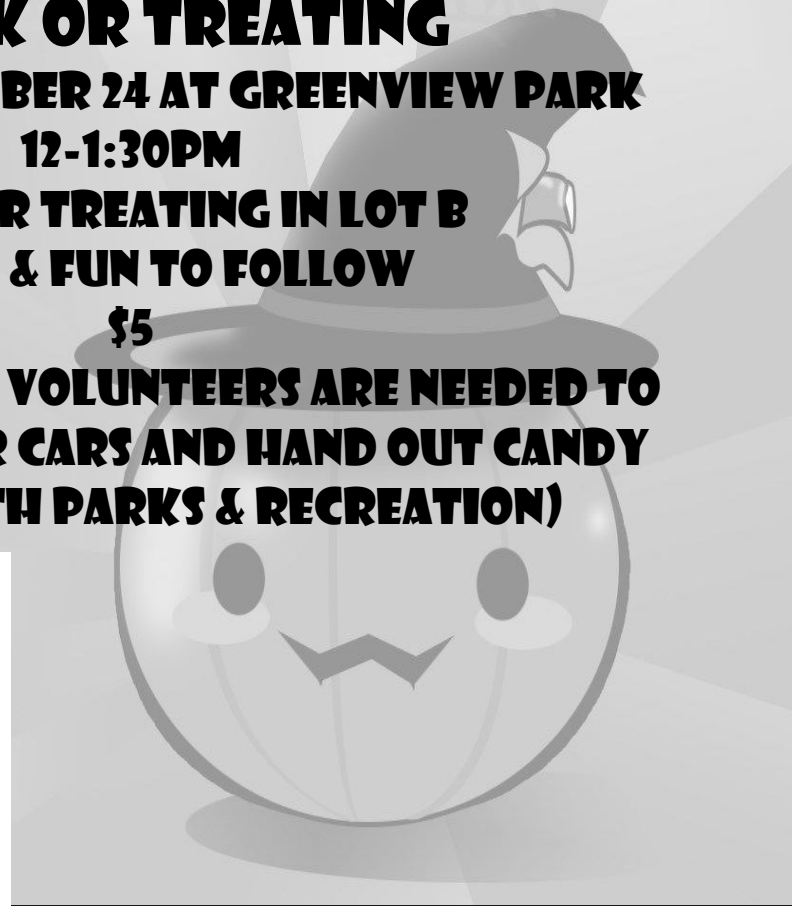 K OR TREATING
BER 24 AT GREENVIEW PARK
12-1:30PM
R TREATING IN LOT B
& FUN TO FOLLOW
$5
VOLUNTEERS ARE NEEDED TO
R CARS AND HAND OUT CANDY
TH PARKS & RECREATION)